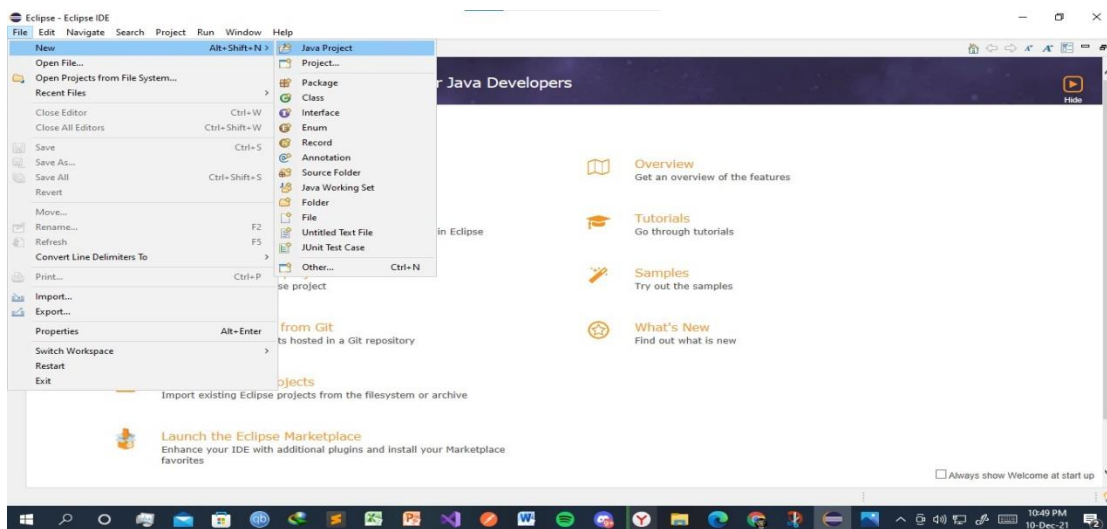 Eclipse - Eclipse IDE
File Edit Navigate Search Project Run Window Help
New Alt+Shift+N >
Open File...
Open Projects from File System...
Recent Files >
Close Editor Ctrl+W
Close All Editors Ctrl+Shift+W
Save Ctrl+S
Save As...
Save All Ctrl+Shift+S
Revert
Move...
Rename... F2
Refresh F5
Convert Line Delimiters To >
Print... Ctrl+P
Import...
Export...
Properties Alt+Enter
Switch Workspace >
Restart
Exit
Java Project
Project...
Package
Class
Interface
Enum
Record
Annotation
Source Folder
Java Working Set
Folder
File
Untitled Text File
JUnit Test Case
Other... Ctrl+N
r Java Developers
Hide
in Eclipse
se project
from Git
ts hosted in a Git repository
ojects
Import existing Eclipse projects from the filesystem or archive
Launch the Eclipse Marketplace
Enhance your IDE with additional plugins and install your Marketplace
favorites
Overview
Get an overview of the features
Tutorials
Go through tutorials
Samples
Try out the samples
What's New
Find out what is new
Always show Welcome at start up
10:49 PM
10-Dec-21